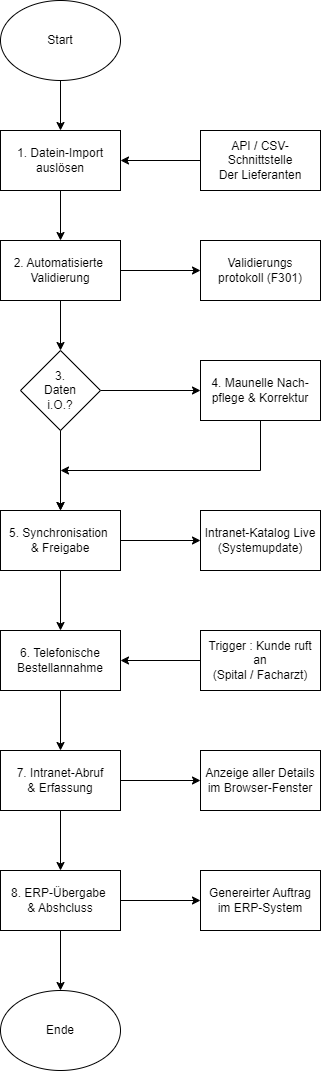 Start
1. Datein-Import
auslösen
API / CSV-
Schnittstelle
Der Lieferanten
2. Automatisierte
Validierung
Validierungs
protokoll (F301)
3.
Daten
i.O.?
4. Maunelle Nach-
pflege & Korrektur
5. Synchronisation
& Freigabe
Intranet-Katalog Live
(Systemupdate)
6. Telefonische
Bestellannahme
Trigger : Kunde ruft
an
(Spital / Facharzt)
7. Intranet-Abruf
& Erfassung
Anzeige aller Details
im Browser-Fenster
8. ERP-Übergabe
& Abshcluss
Genereirter Auftrag
im ERP-System
Ende